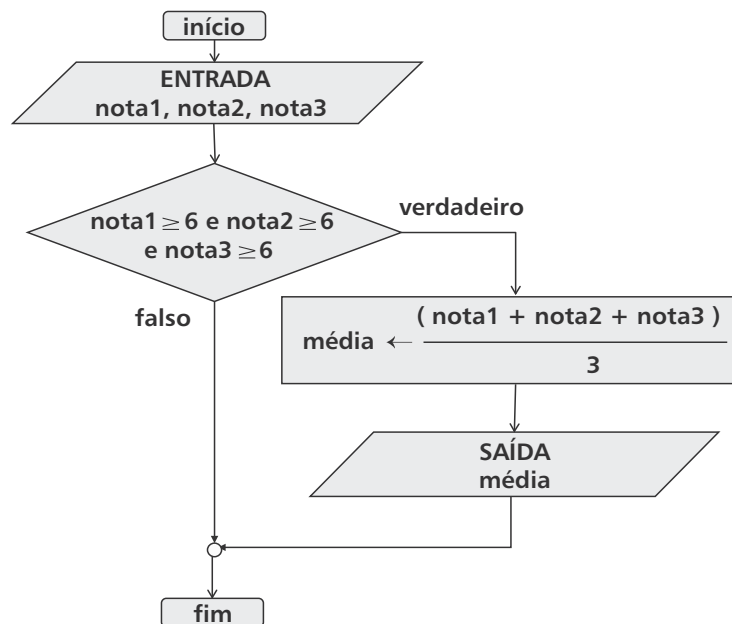 início
ENTRADA
nota1, nota2, nota3
nota1 ≥ 6 e nota2 ≥ 6
e nota3 ≥ 6
verdadeiro
falso
média ← ( nota1 + nota2 + nota3 )
3
SAÍDA
média
fim